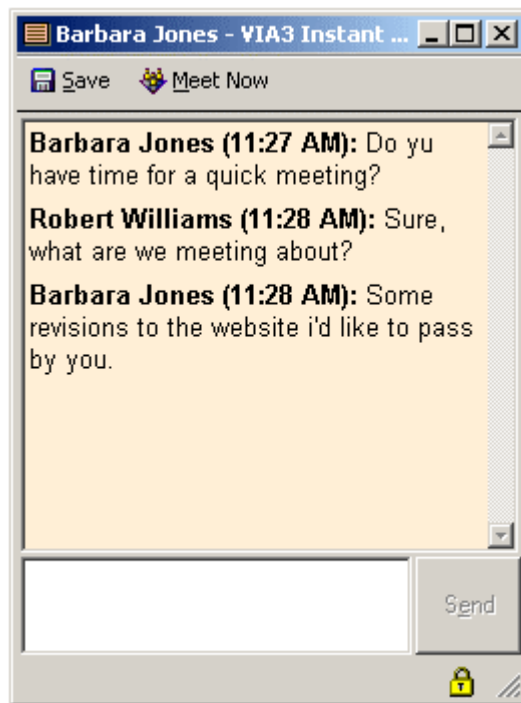 Barbara Jones - VIA3 Instant ...
Save Meet Now
Barbara Jones (11:27 AM): Do yu
have time for a quick meeting?
Robert Williams (11:28 AM): Sure,
what are we meeting about?
Barbara Jones (11:28 AM): Some
revisions to the website i'd like to pass
by you.
Send